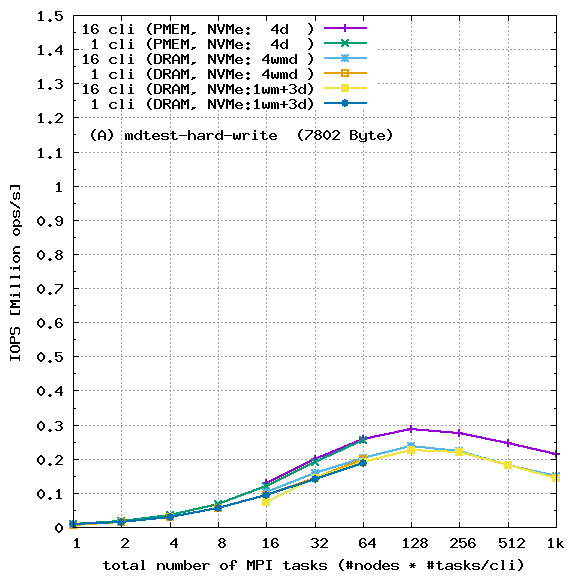 1.5
1.4
1.3
1.2
1.1
1
0.9
0.8
0.7
0.6
0.5
0.4
0.3
0.2
0.1
0
IOPS [Million ops/s]
16 cli (PMEM, NVMe:  4d  )
1 cli (PMEM, NVMe:  4d  )
16 cli (DRAM, NVMe: 4wmd )
1 cli (DRAM, NVMe: 4wmd )
16 cli (DRAM, NVMe:1wm+3d)
1 cli (DRAM, NVMe:1wm+3d)
(A) mdtest-hard-write  (7802 Byte)
1 2 4 8 16 32 64 128 256 512 1k
total number of MPI tasks (#nodes * #tasks/cli)